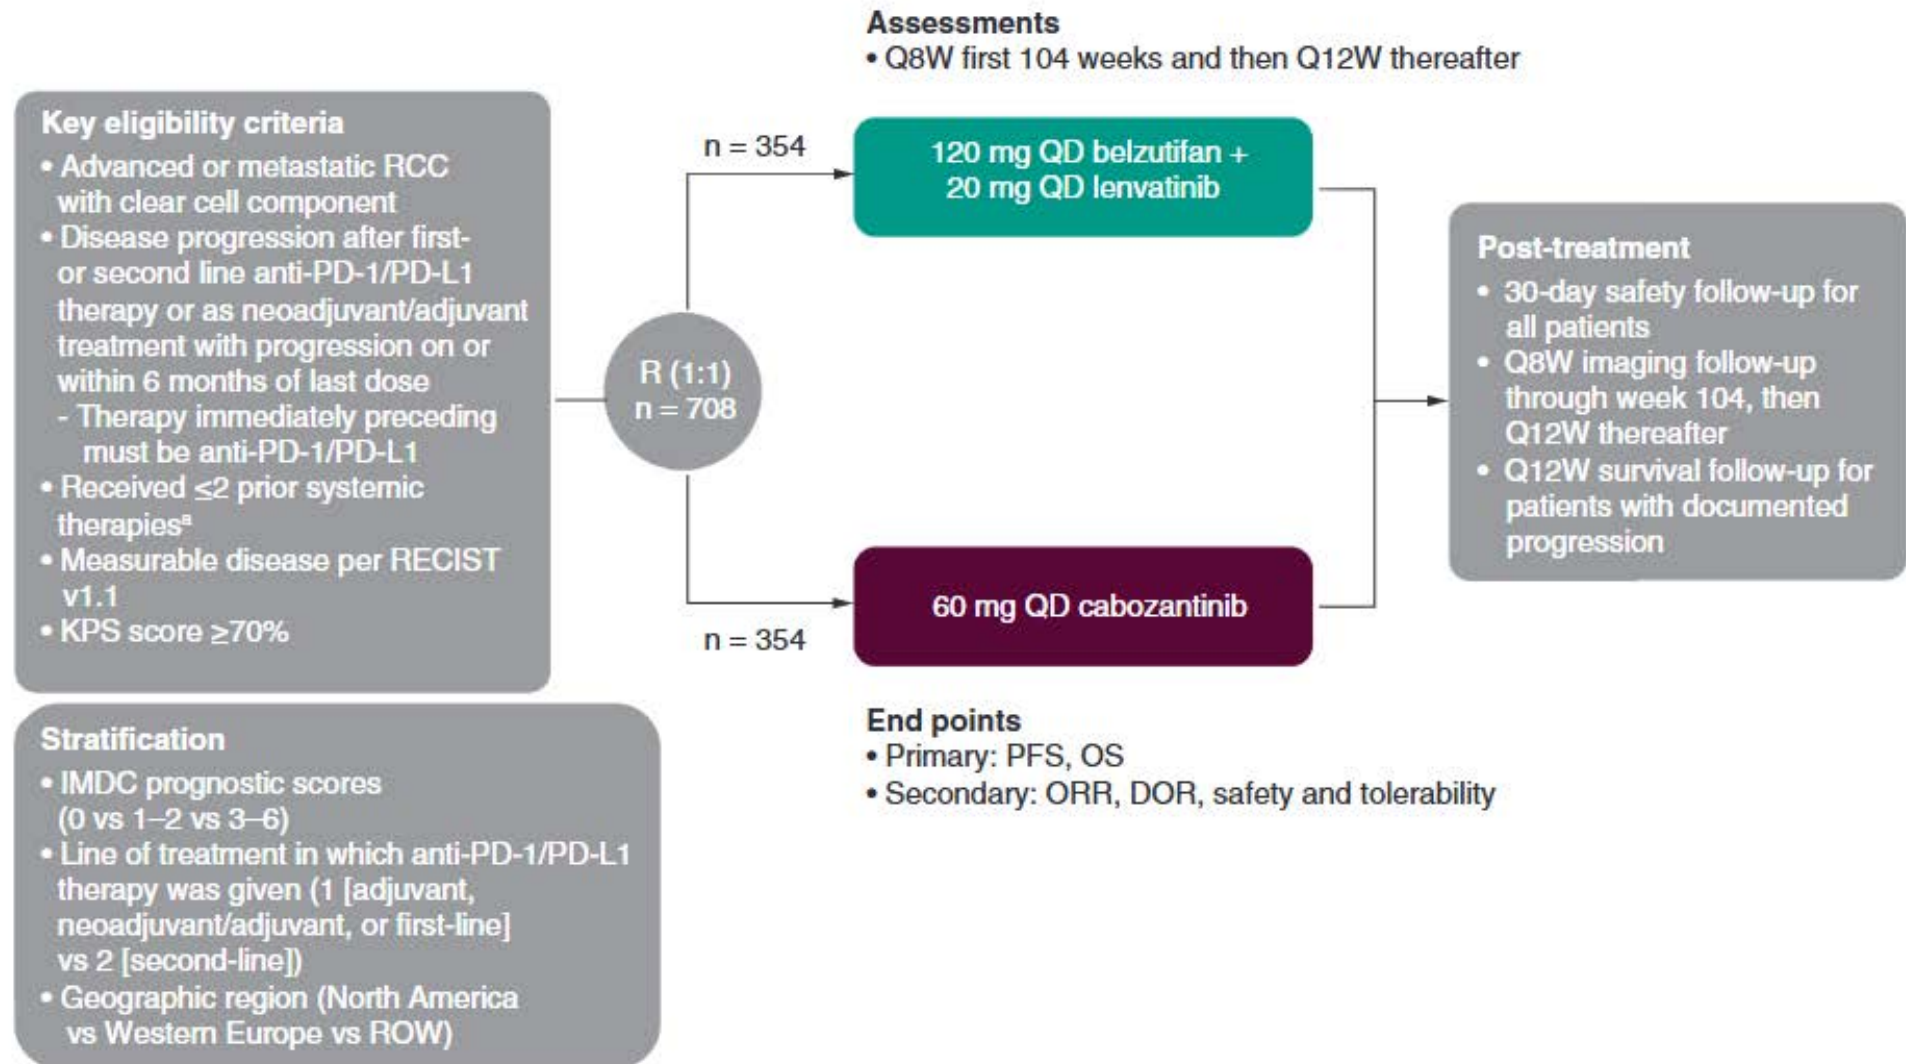 Assessments
• Q8W first 104 weeks and then Q12W thereafter
Key eligibility criteria
• Advanced or metastatic RCC
with clear cell component
• Disease progression after first-
or second line anti-PD-1/PD-L1
therapy or as neoadjuvant/adjuvant
treatment with progression on or
within 6 months of last dose
- Therapy immediately preceding
must be anti-PD-1/PD-L1
• Received ≤2 prior systemic
therapiesᵃ
• Measurable disease per RECIST
v1.1
• KPS score ≥70%
Stratification
• IMDC prognostic scores
(0 vs 1–2 vs 3–6)
• Line of treatment in which anti-PD-1/PD-L1
therapy was given (1 [adjuvant,
neoadjuvant/adjuvant, or first-line]
vs 2 [second-line])
• Geographic region (North America
vs Western Europe vs ROW)
R (1:1)
n = 708
n = 354
120 mg QD belzutifan +
20 mg QD lenvatinib
60 mg QD cabozantinib
n = 354
End points
• Primary: PFS, OS
• Secondary: ORR, DOR, safety and tolerability
Post-treatment
• 30-day safety follow-up for
all patients
• Q8W imaging follow-up
through week 104, then
Q12W thereafter
• Q12W survival follow-up for
patients with documented
progression